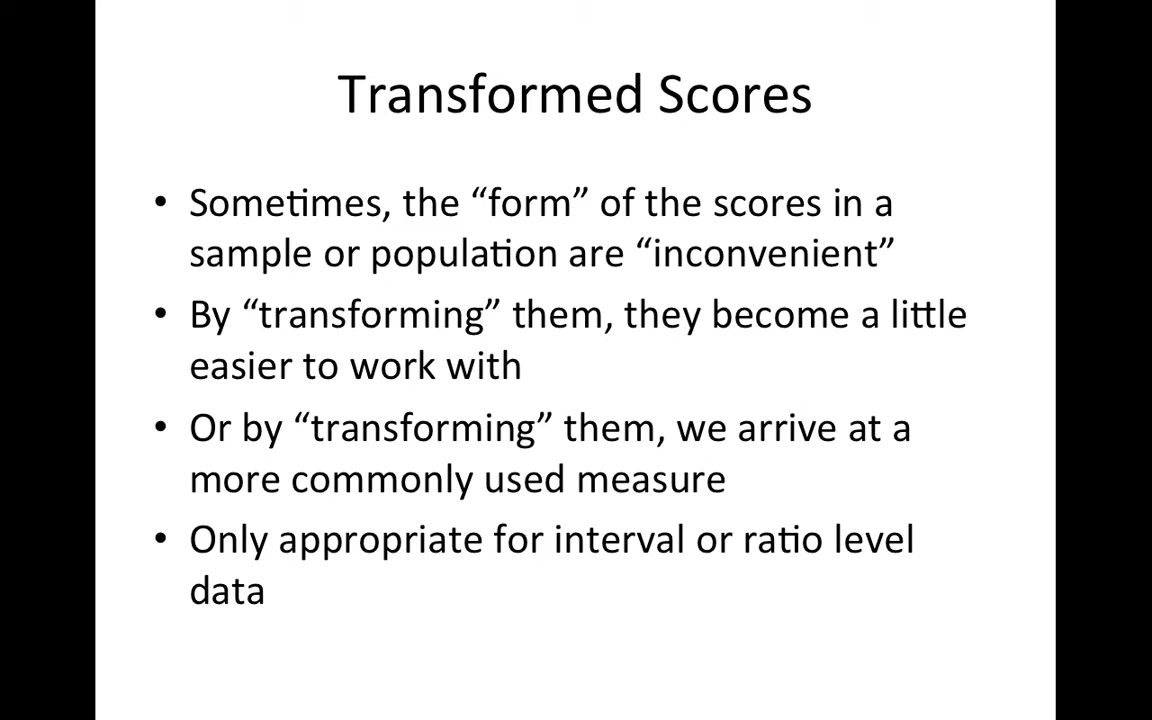 Transformed Scores
• Sometimes, the “form” of the scores in a
sample or population are “inconvenient”
• By “transforming” them, they become a little
easier to work with
• Or by “transforming” them, we arrive at a
more commonly used measure
• Only appropriate for interval or ratio level
data